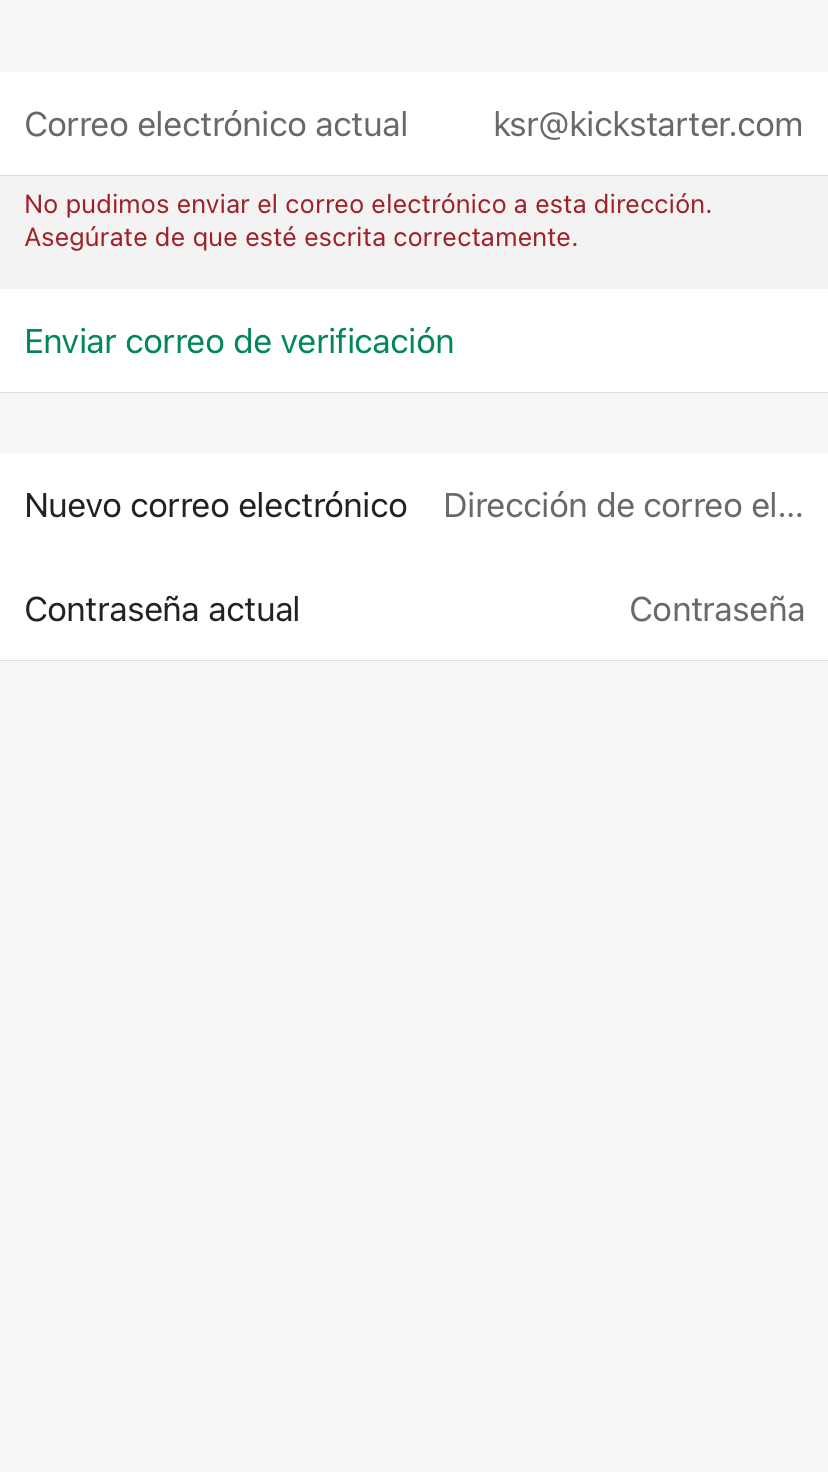 Correo electrónico actual ksr@kickstarter.com
No pudimos enviar el correo electrónico a esta dirección.
Asegúrate de que esté escrita correctamente.
Enviar correo de verificación
Nuevo correo electrónico Dirección de correo el...
Contraseña actual Contraseña